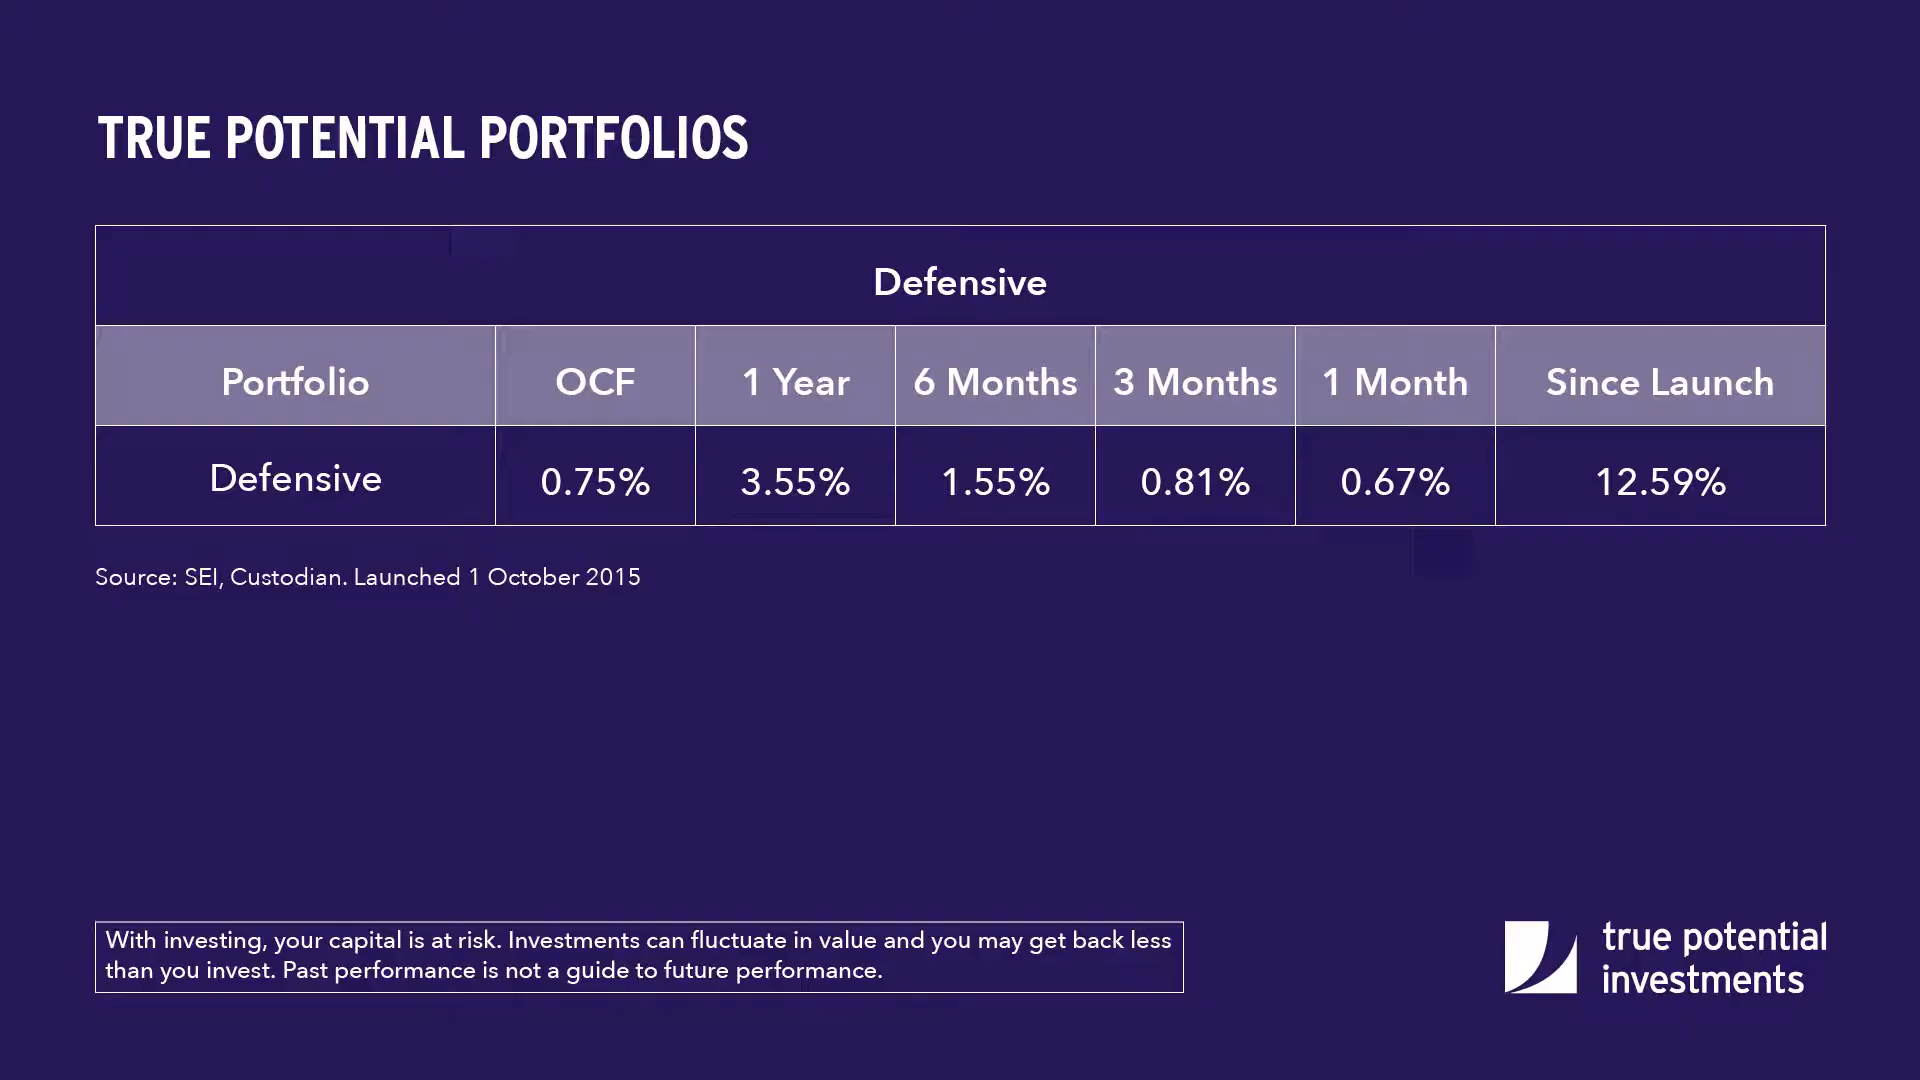 TRUE POTENTIAL PORTFOLIOS
Defensive
Portfolio OCF 1 Year 6 Months 3 Months 1 Month Since Launch
Defensive 0.75% 3.55% 1.55% 0.81% 0.67% 12.59%
Source: SEI, Custodian. Launched 1 October 2015
With investing, your capital is at risk. Investments can fluctuate in value and you may get back less
than you invest. Past performance is not a guide to future performance.
true potential
investments